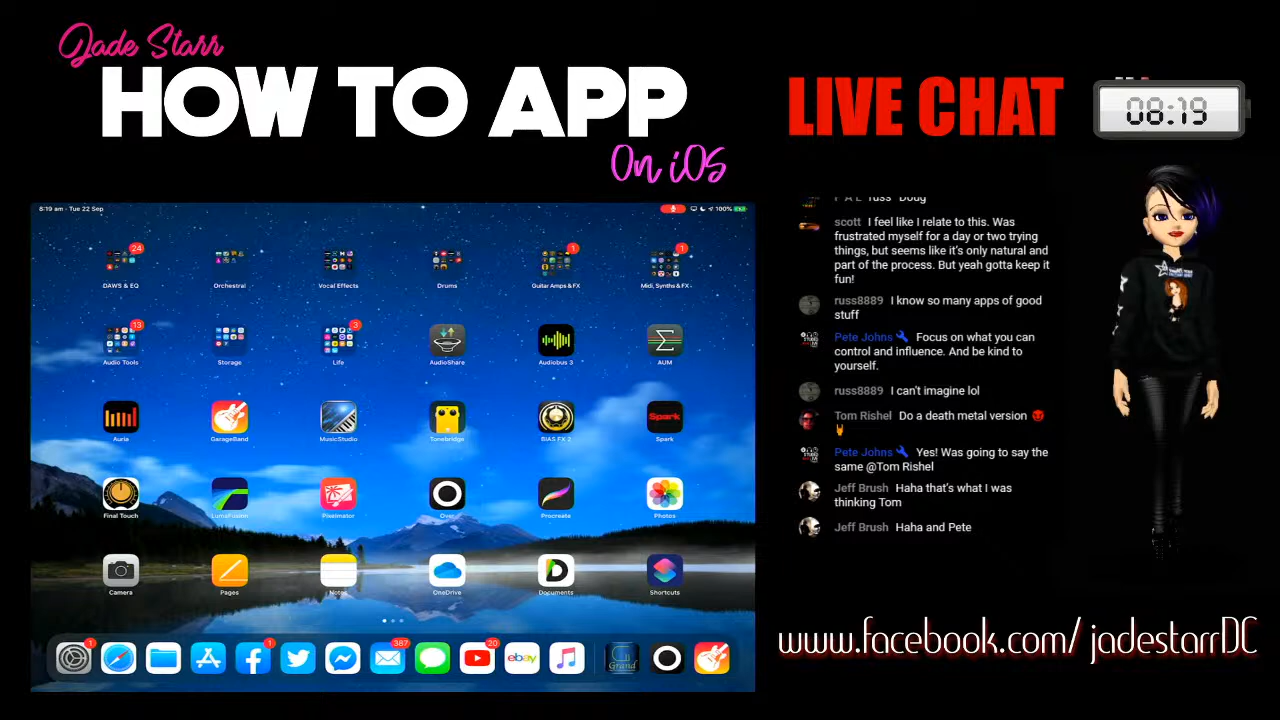 Jade Starr
HOW TO APP
On iOS
LIVE CHAT
08:19
8:19 am Tue 22 Sep
100%
24
1
1
DAWS & EQ
Orchestral
Vocal Effects
Drums
Guitar Amps & FX
Midi, Synths & FX
13
3
Audio Tools
Storage
Life
AudioShare
Audiobus 3
AUM
Spark
Auria
GarageBand
MusicStudio
Tonebridge
BIAS FX 2
Spark
Final Touch
LumaFusion
Pixelmator
Over
Procreate
Photos
Camera
Pages
Notes
OneDrive
Documents
Shortcuts
1
1
387
20
ebay
Grand
russ Doug
scott I feel like I relate to this. Was
frustrated myself for a day or two trying
things, but seems like it's only natural and
part of the process. But yeah gotta keep it
fun!
russ8889 I know so many apps of good
stuff
Pete Johns Focus on what you can
control and influence. And be kind to
yourself.
russ8889 I can't imagine lol
Tom Rishel Do a death metal version
Pete Johns Yes! Was going to say the
same @Tom Rishel
Jeff Brush Haha that's what I was
thinking Tom
Jeff Brush Haha and Pete
www.facebook.com/ jadestarrDC